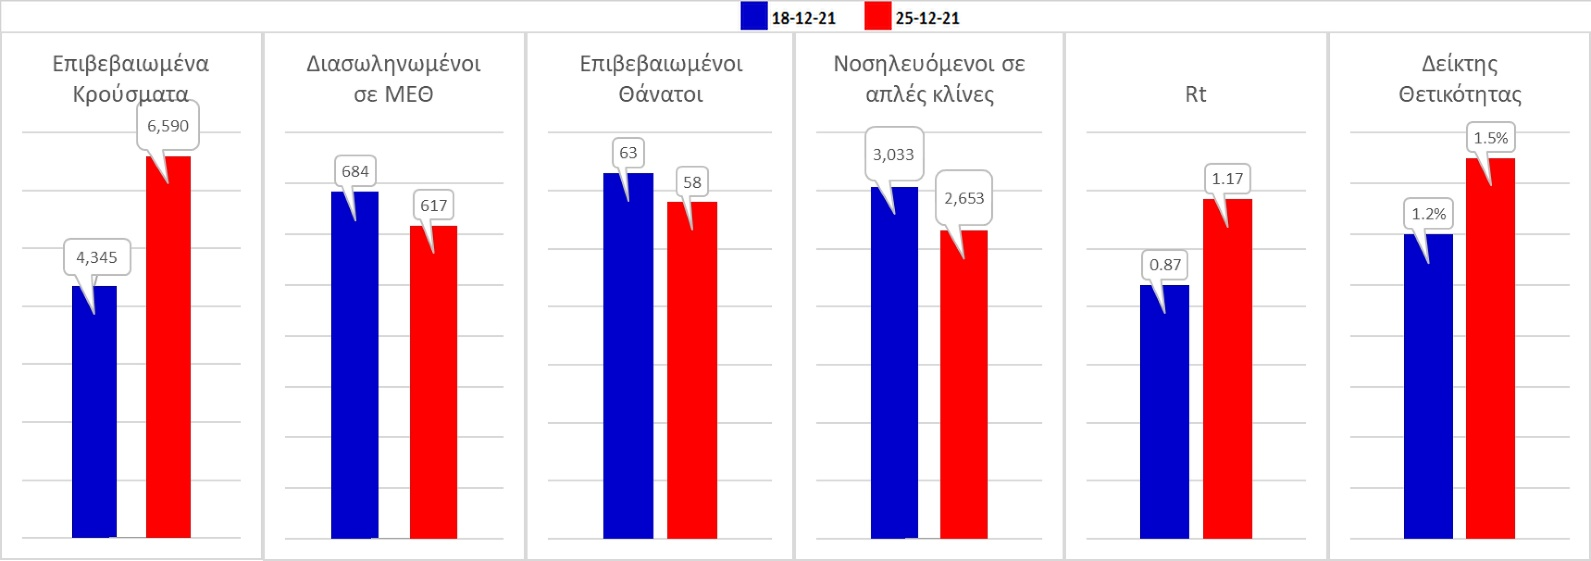 18-12-21 25-12-21
Επιβεβαιωμένα
Κρούσματα
6,590
4,345
Διασωληνωμένοι
σε ΜΕΘ
684
617
Επιβεβαιωμένοι
Θάνατοι
63
58
Νοσηλευόμενοι σε
απλές κλίνες
3,033
2,653
Rt
1.17
0.87
Δείκτης
Θετικότητας
1.5%
1.2%